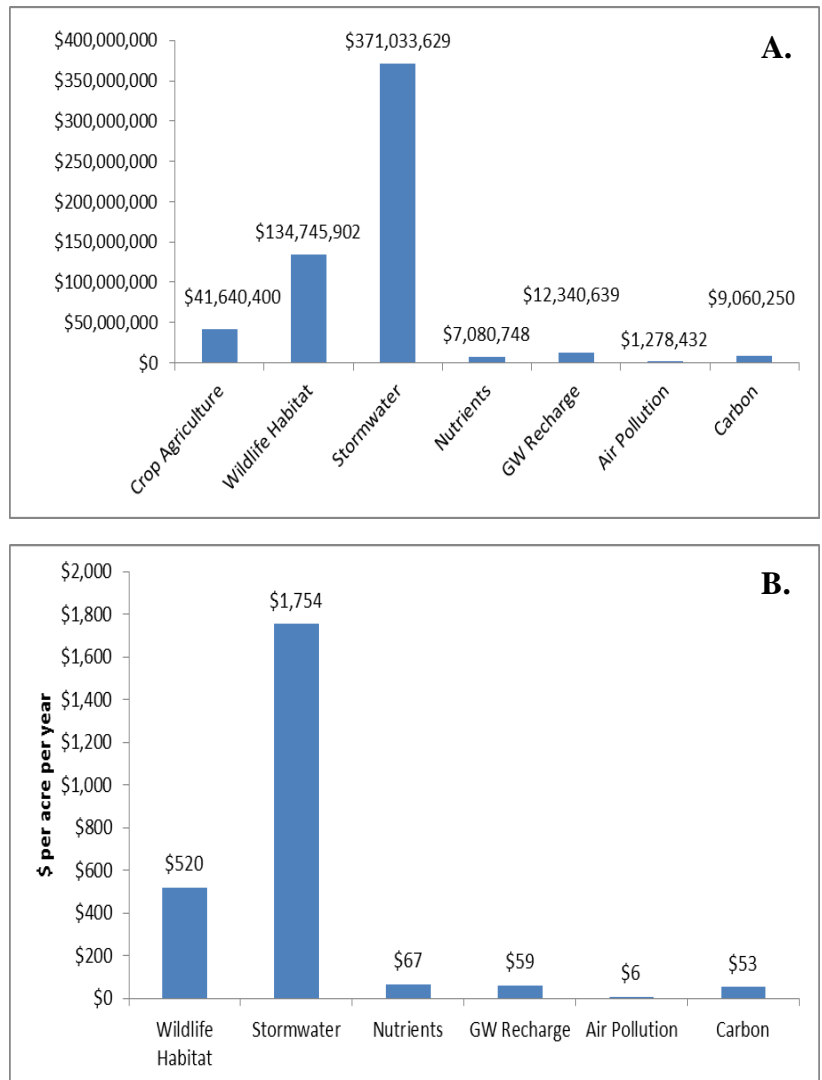 A.
$400,000,000
$350,000,000
$300,000,000
$250,000,000
$200,000,000
$150,000,000
$100,000,000
$50,000,000
$0
$41,640,400
$134,745,902
$371,033,629
$7,080,748
$12,340,639
$1,278,432
$9,060,250
Crop Agriculture
Wildlife Habitat
Stormwater
Nutrients
GW Recharge
Air Pollution
Carbon
B.
$ per acre per year
$2,000
$1,800
$1,600
$1,400
$1,200
$1,000
$800
$600
$400
$200
$0
$520
$1,754
$67
$59
$6
$53
Wildlife
Habitat
Stormwater
Nutrients
GW Recharge
Air Pollution
Carbon